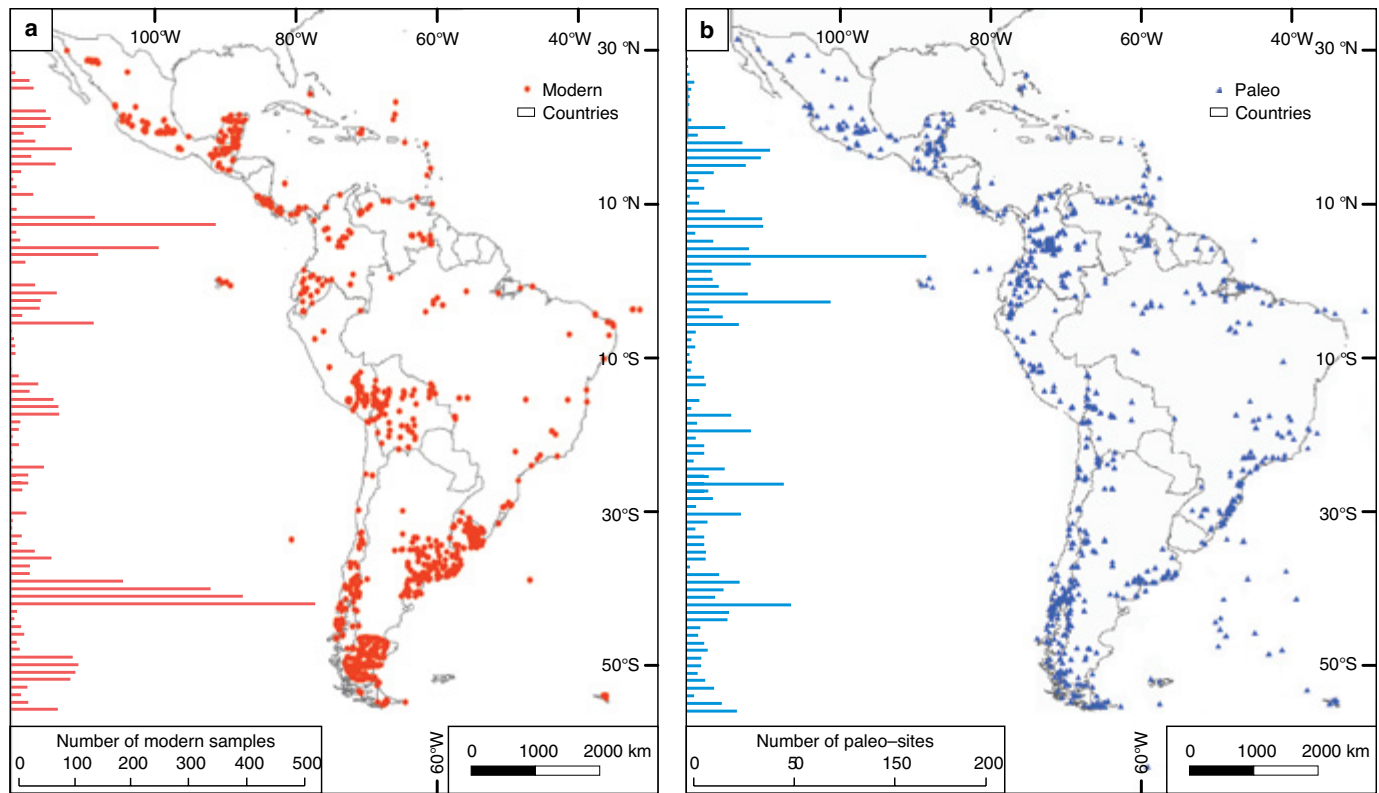 a
100°W 80°W 60°W 40°W
30 °N
Modern
Countries
10 °N
10 °S
30°S
50°S
Number of modern samples
0 100 200 300 400 500
60°W
0 1000 2000 km
b
100°W 80°W 60°W 40°W
30 °N
Paleo
Countries
10 °N
10 °S
30°S
50°S
Number of paleo–sites
0 50 150 200
60°W
0 1000 2000 km